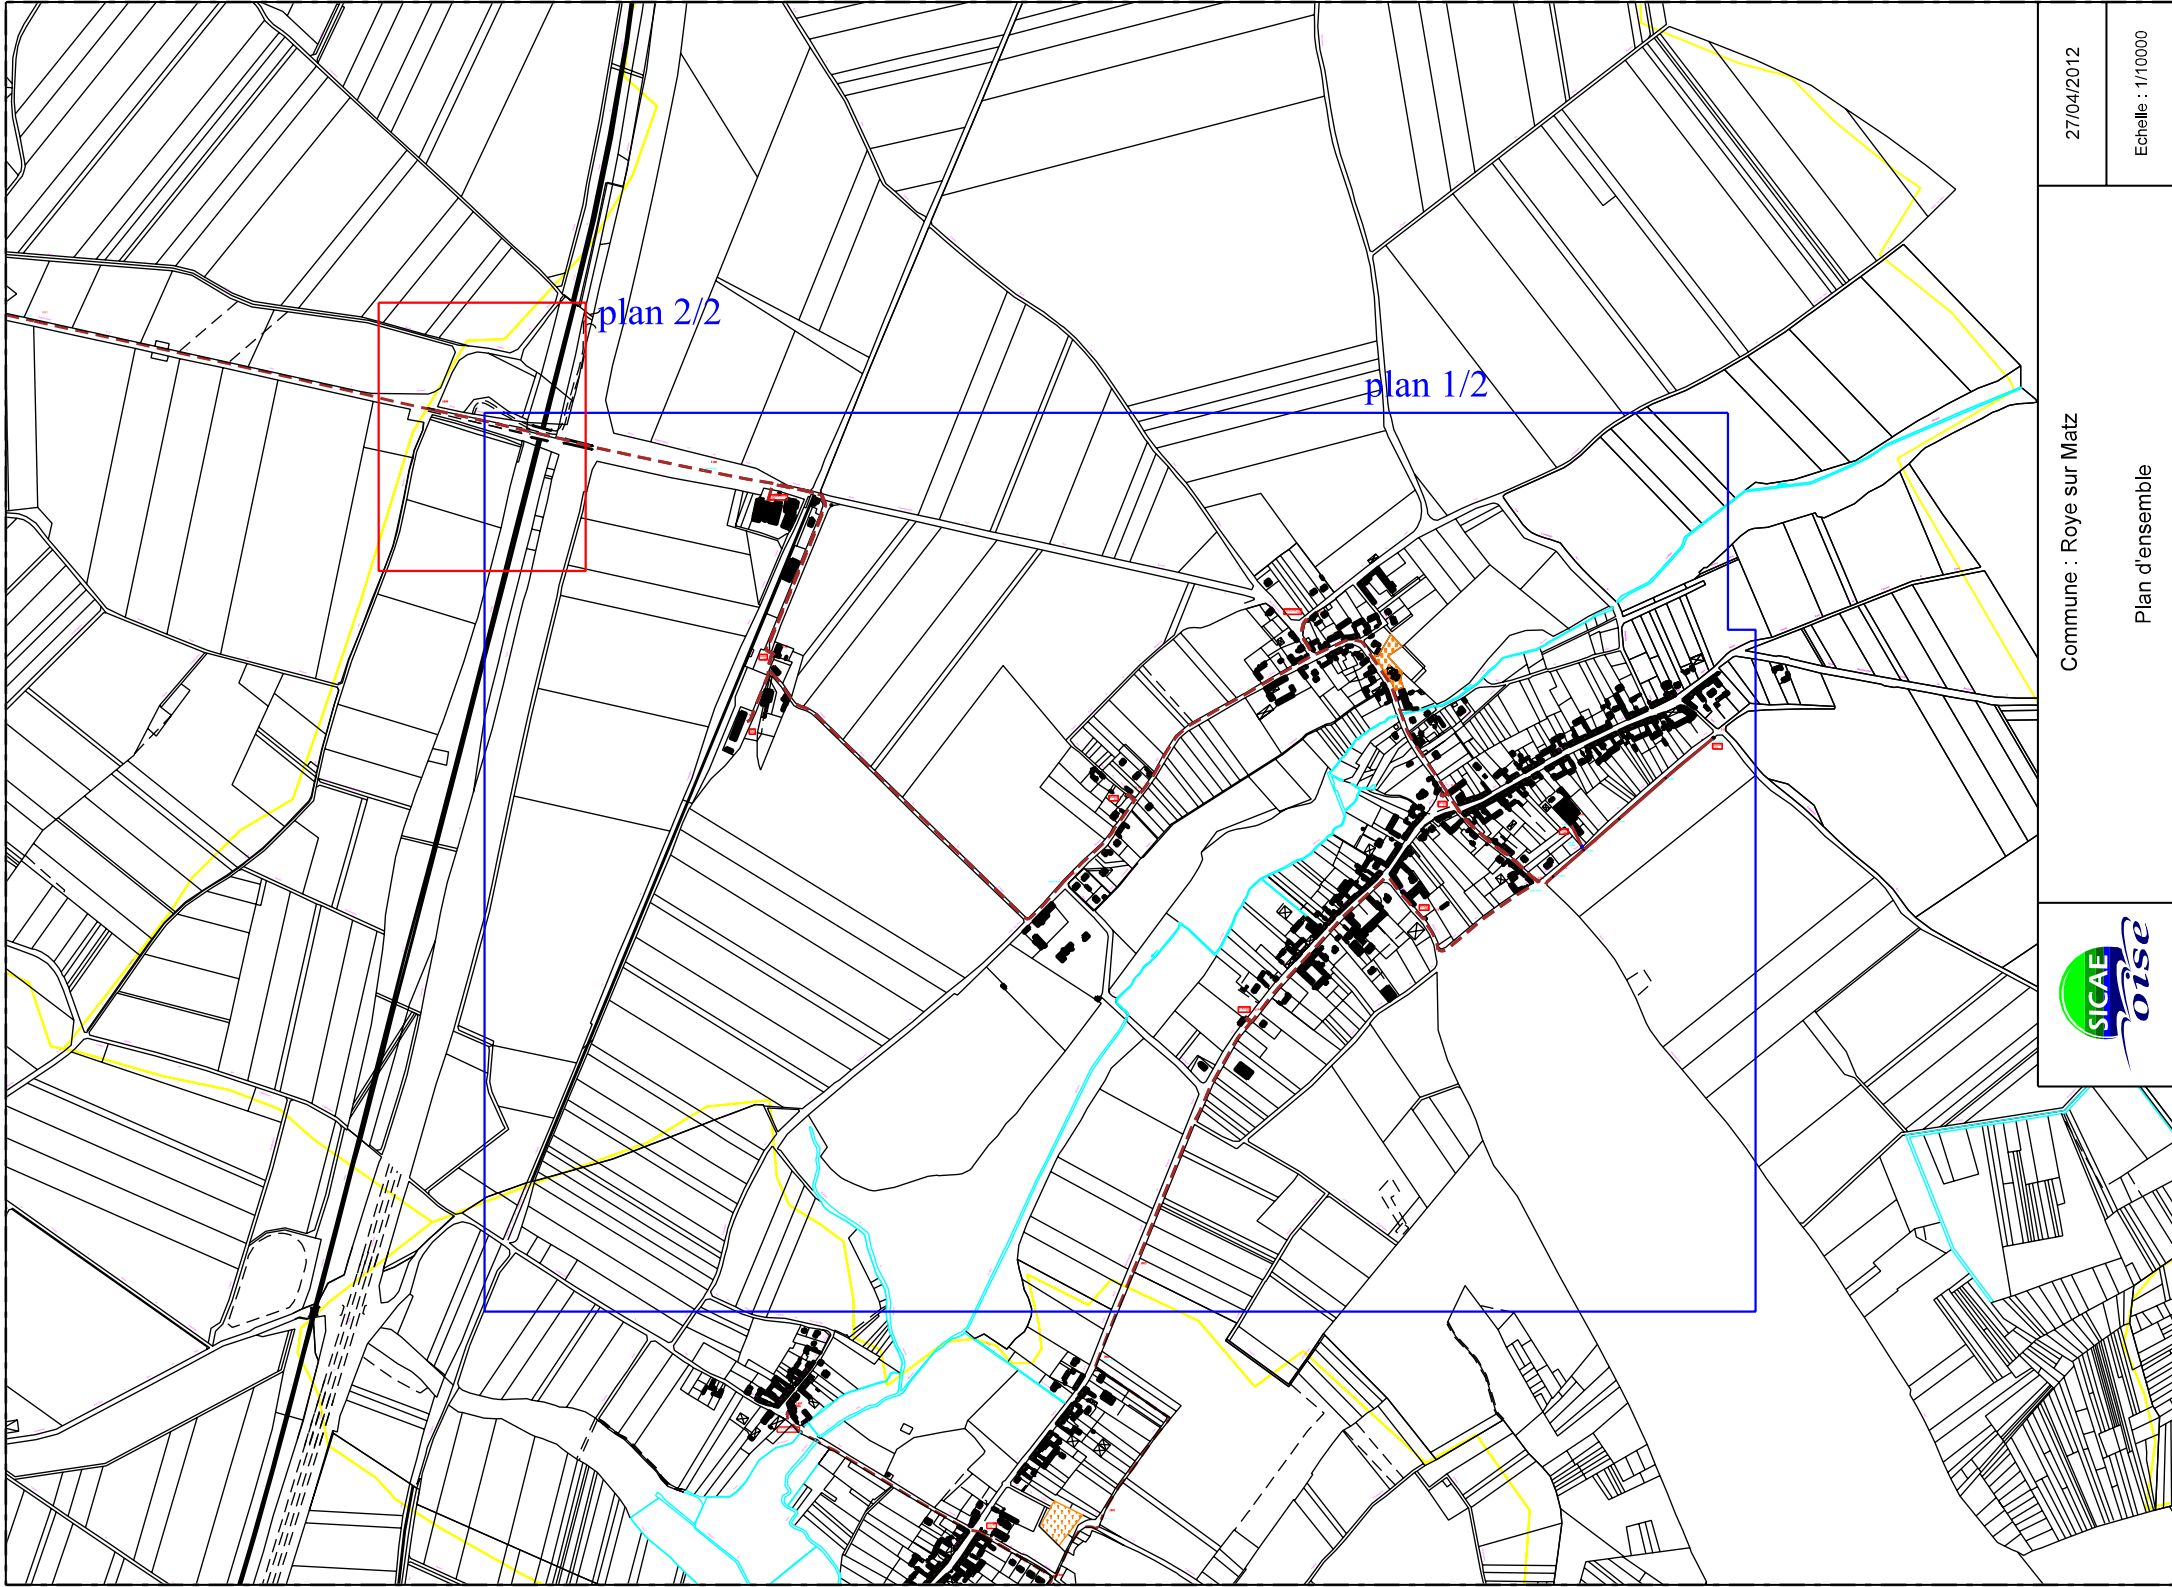 plan 2/2
plan 1/2
27/04/2012
Echelle : 1/10000
Commune : Roye sur Matz
Plan d'ensemble
SICAE
oise